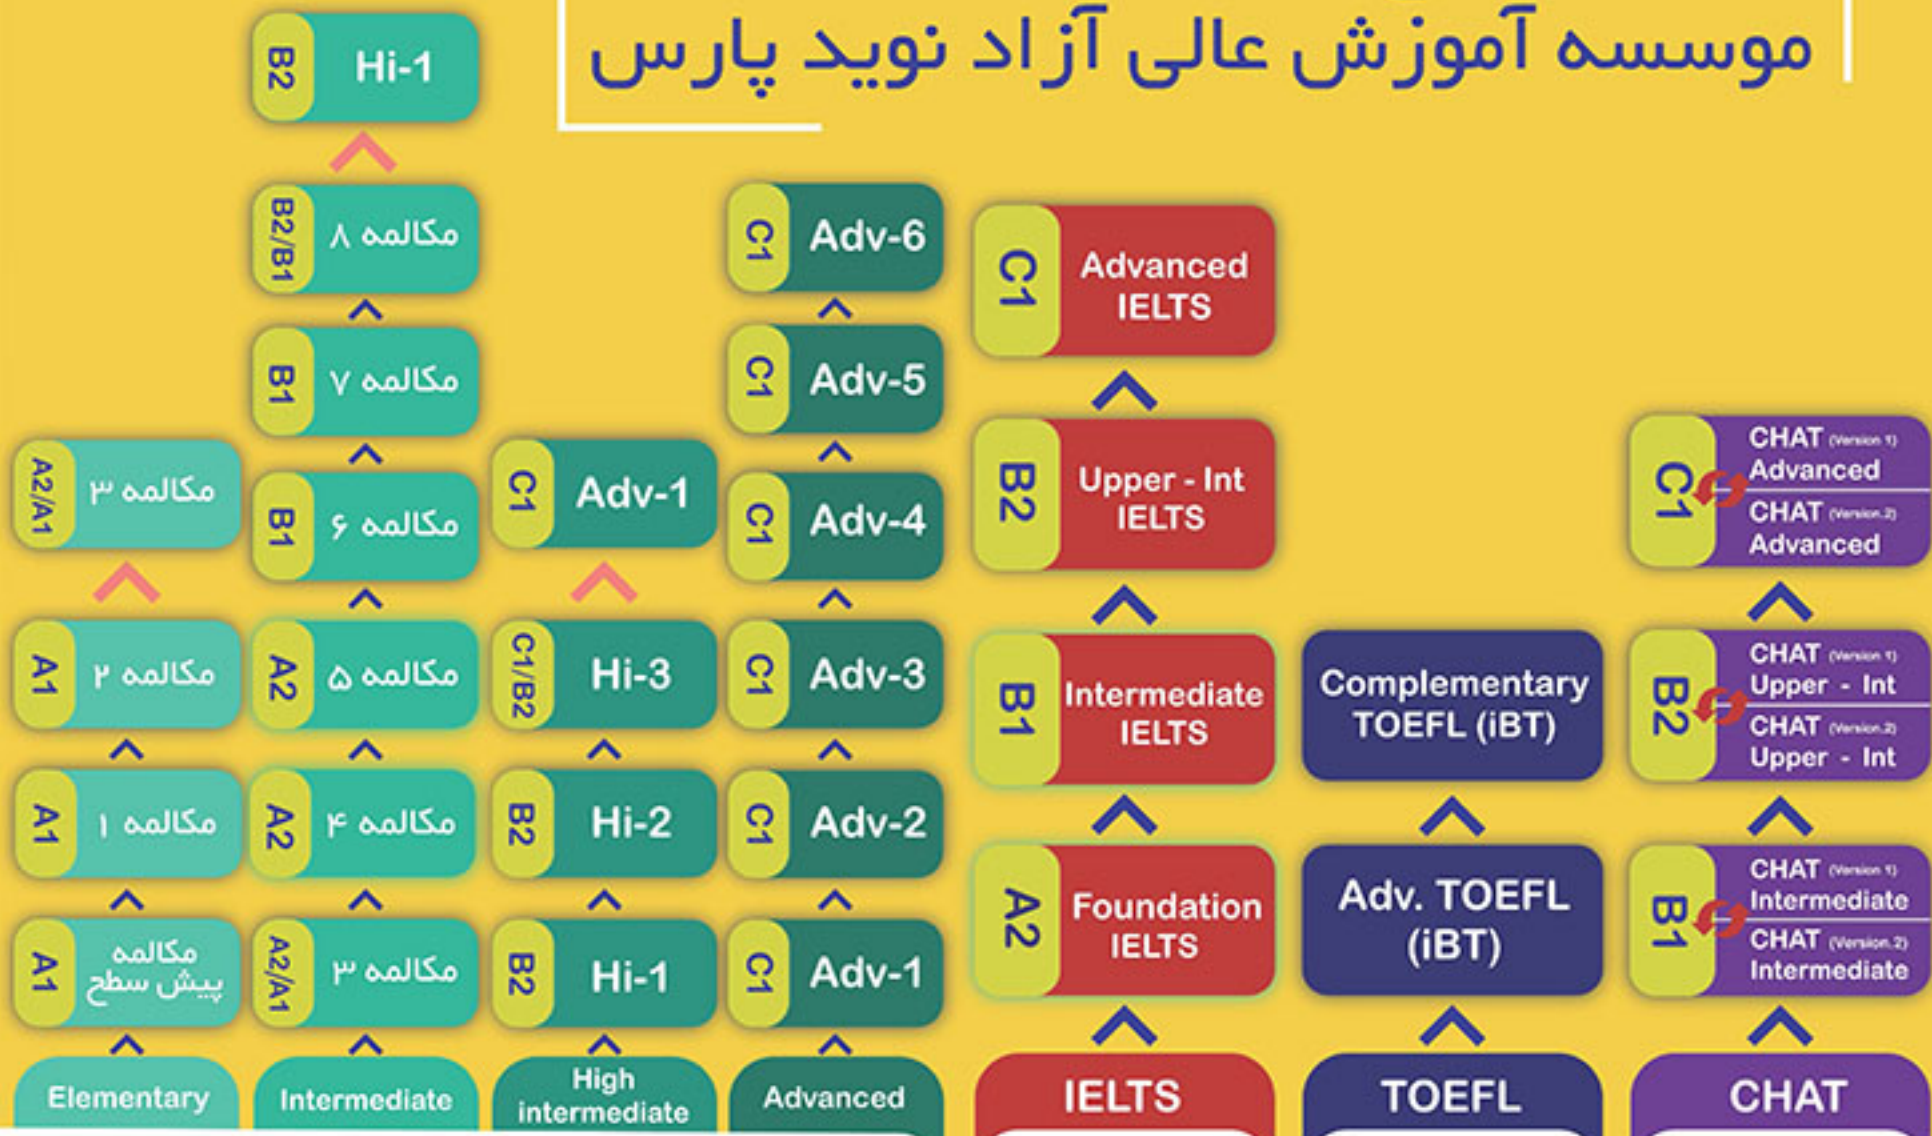 موسسه آموزش عالی آزاد نوید پارس
B2
Hi-1
B2/B1
مکالمه ۸
B1
مکالمه ۷
B1
مکالمه ۶
A2
مکالمه ۵
A2
مکالمه ۴
A2/A1
مکالمه ۳
Intermediate
A2/A1
مکالمه ۳
A1
مکالمه ۲
A1
مکالمه ۱
A1
مکالمه
پیش سطح
Elementary
C1
Adv-1
C1/B2
Hi-3
B2
Hi-2
B2
Hi-1
High
intermediate
C1
Adv-6
C1
Adv-5
C1
Adv-4
C1
Adv-3
C1
Adv-2
C1
Adv-1
Advanced
C1
Advanced
IELTS
B2
Upper - Int
IELTS
B1
Intermediate
IELTS
A2
Foundation
IELTS
IELTS
Complementary
TOEFL (iBT)
Adv. TOEFL
(iBT)
TOEFL
C1
CHAT (Version 1)
Advanced
CHAT (Version.2)
Advanced
B2
CHAT (Version 1)
Upper - Int
CHAT (Version.2)
Upper - Int
B1
CHAT (Version 1)
Intermediate
CHAT (Version.2)
Intermediate
CHAT